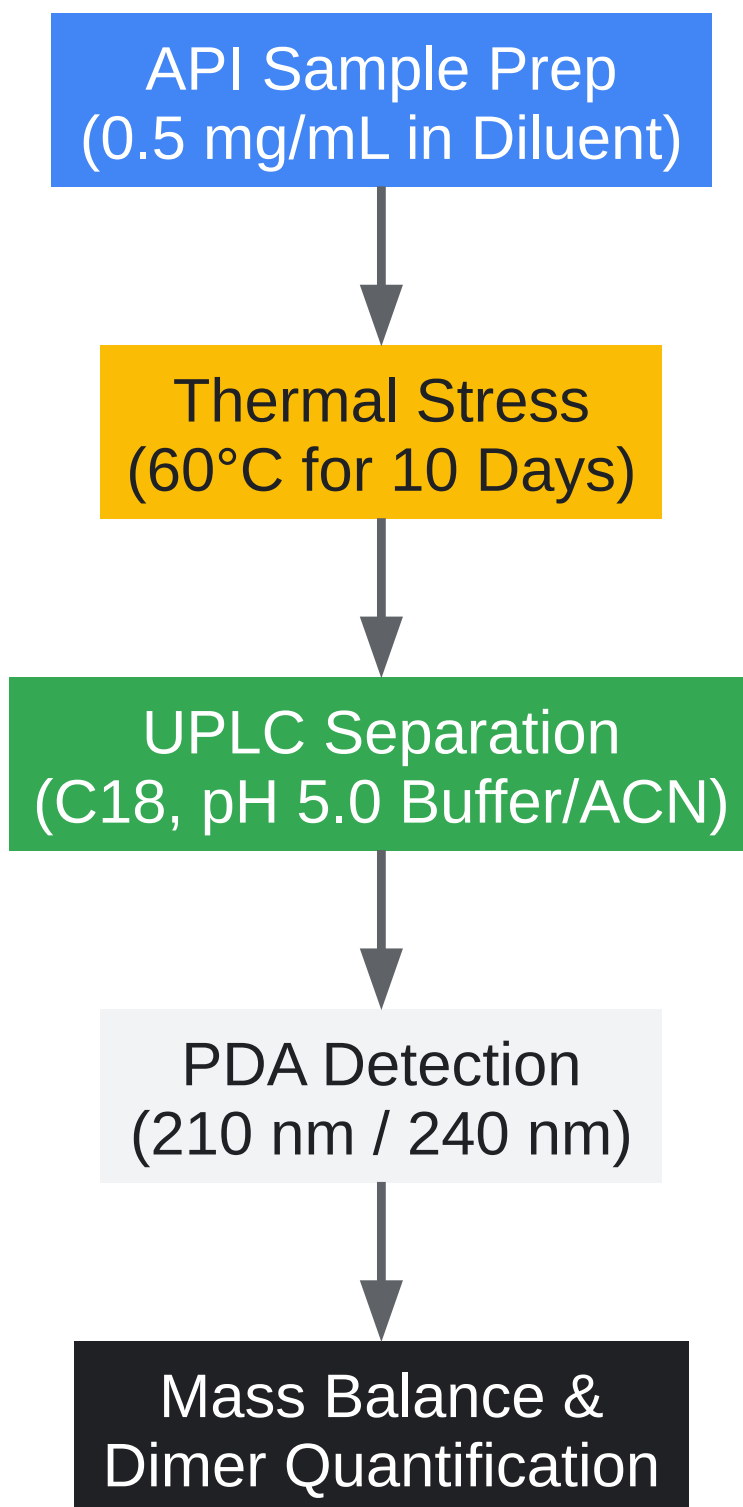 API Sample Prep
(0.5 mg/mL in Diluent)
Thermal Stress
(60°C for 10 Days)
UPLC Separation
(C18, pH 5.0 Buffer/ACN)
PDA Detection
(210 nm / 240 nm)
Mass Balance &
Dimer Quantification